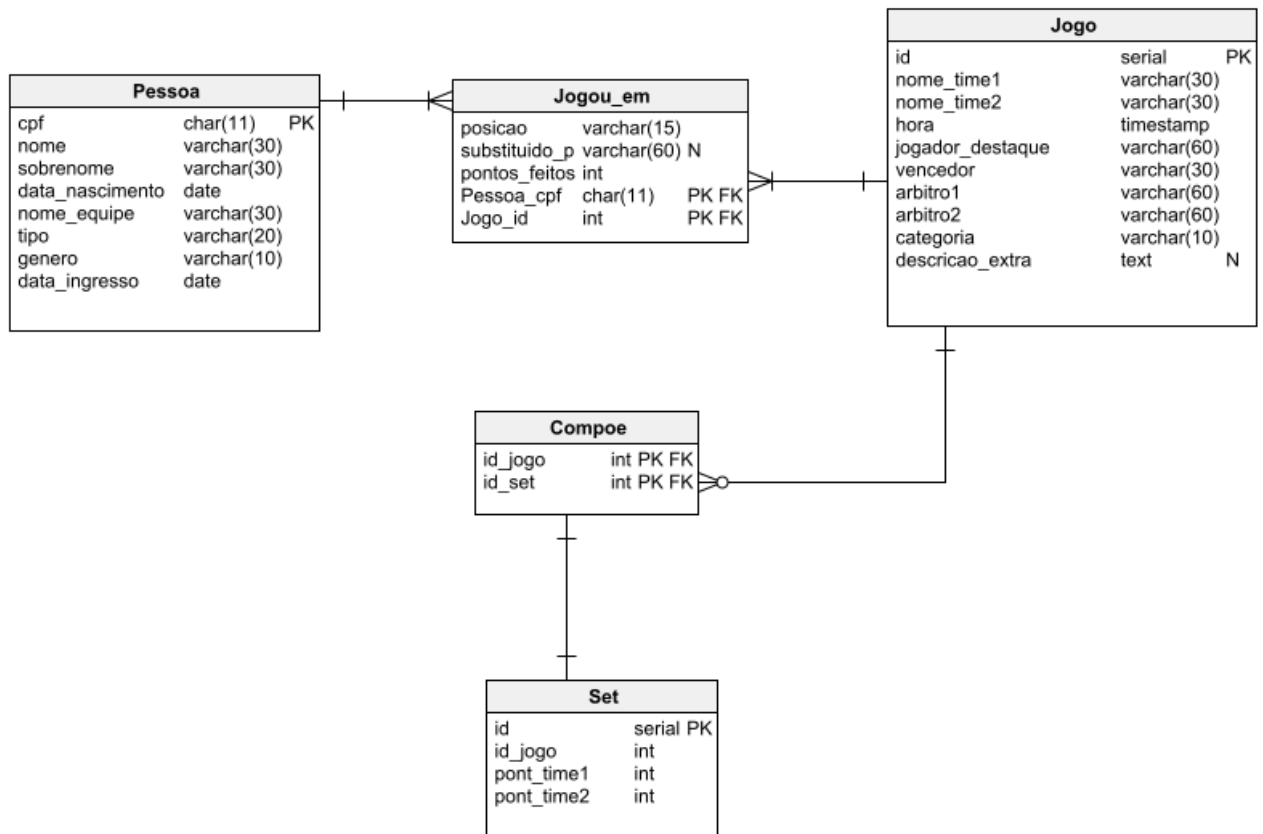 Pessoa
cpf char(11) PK
nome varchar(30)
sobrenome varchar(30)
data_nascimento date
nome_equipe varchar(30)
tipo varchar(20)
genero varchar(10)
data_ingresso date
Jogou_em
posicao varchar(15)
substituido_p varchar(60) N
pontos_feitos int
Pessoa_cpf char(11) PK FK
Jogo_id int PK FK
Jogo
id serial PK
nome_time1 varchar(30)
nome_time2 varchar(30)
hora timestamp
jogador_destaque varchar(60)
vencedor varchar(30)
arbitro1 varchar(60)
arbitro2 varchar(60)
categoria varchar(10)
descricao_extra text N
Compoe
id_jogo int PK FK
id_set int PK FK
Set
id serial PK
id_jogo int
pont_time1 int
pont_time2 int